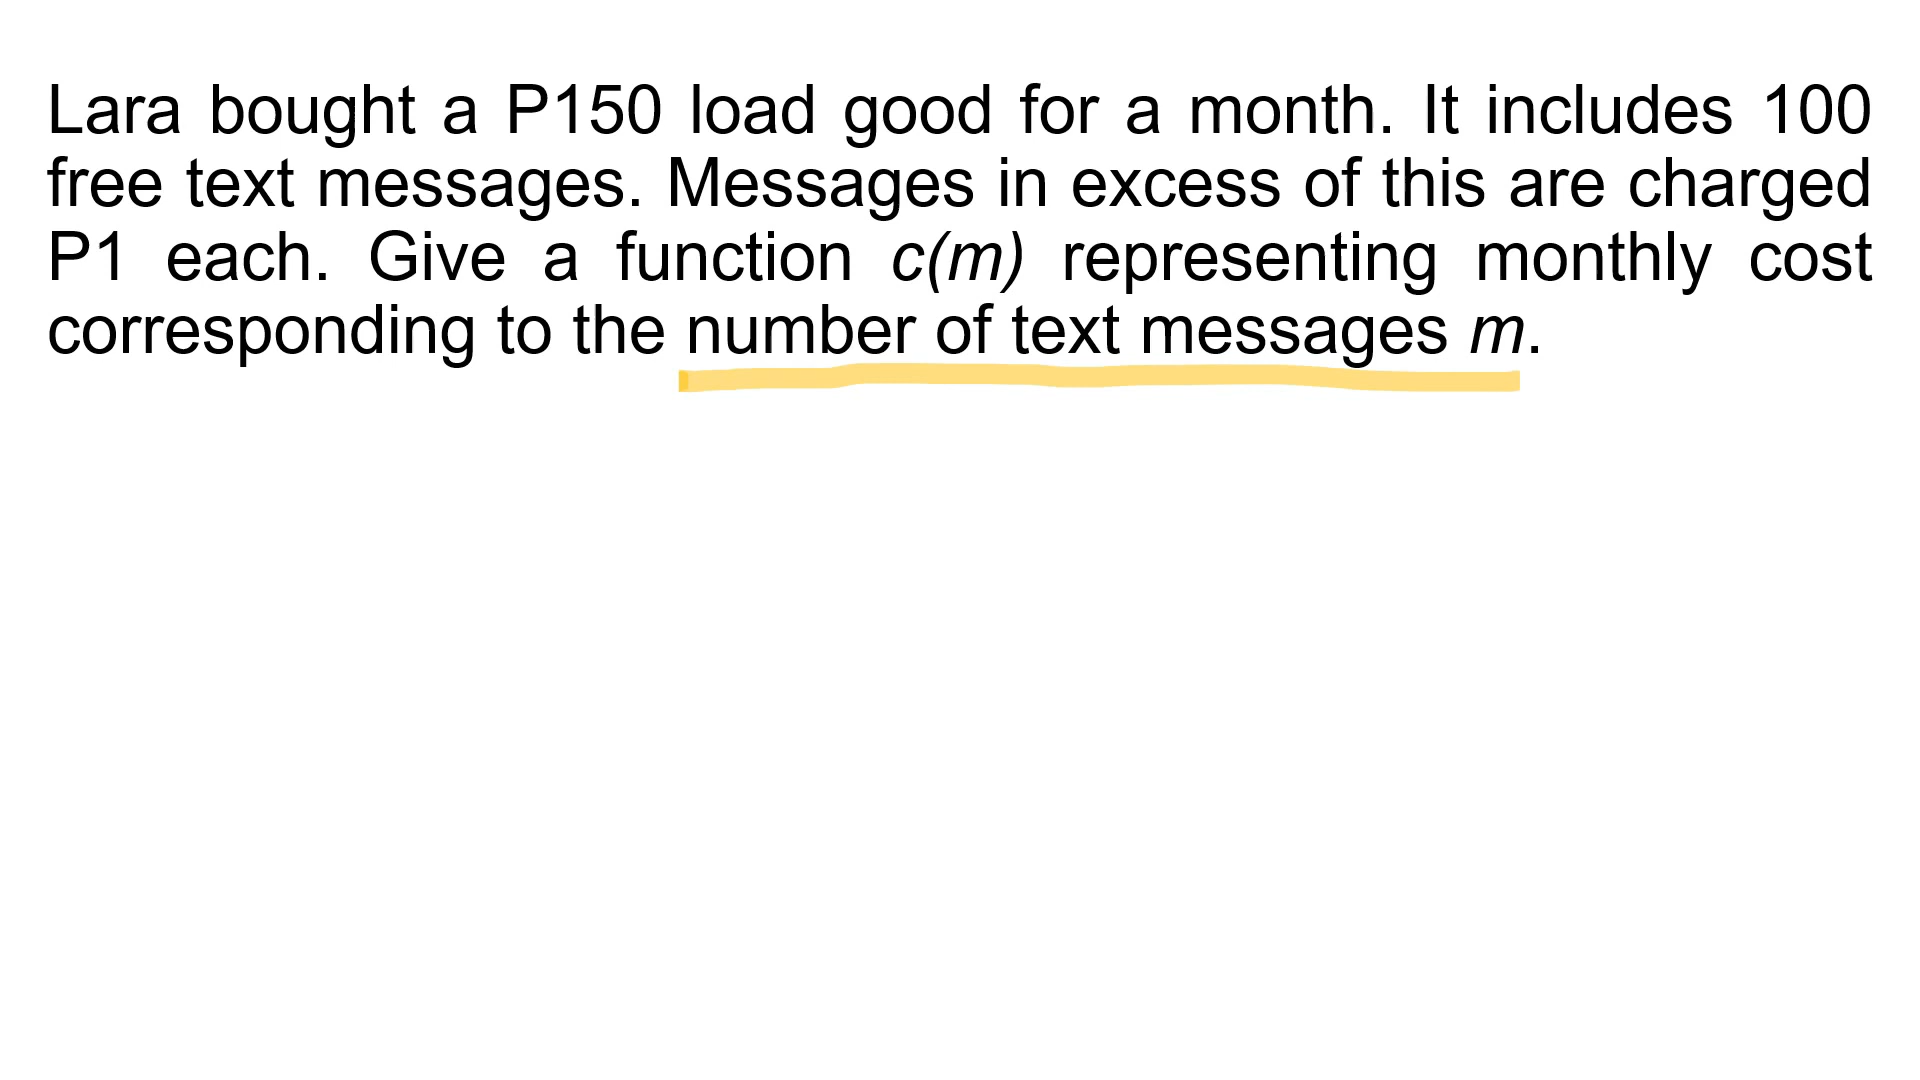 Lara bought a P150 load good for a month. It includes 100
free text messages. Messages in excess of this are charged
P1 each. Give a function c(m) representing monthly cost
corresponding to the number of text messages m.